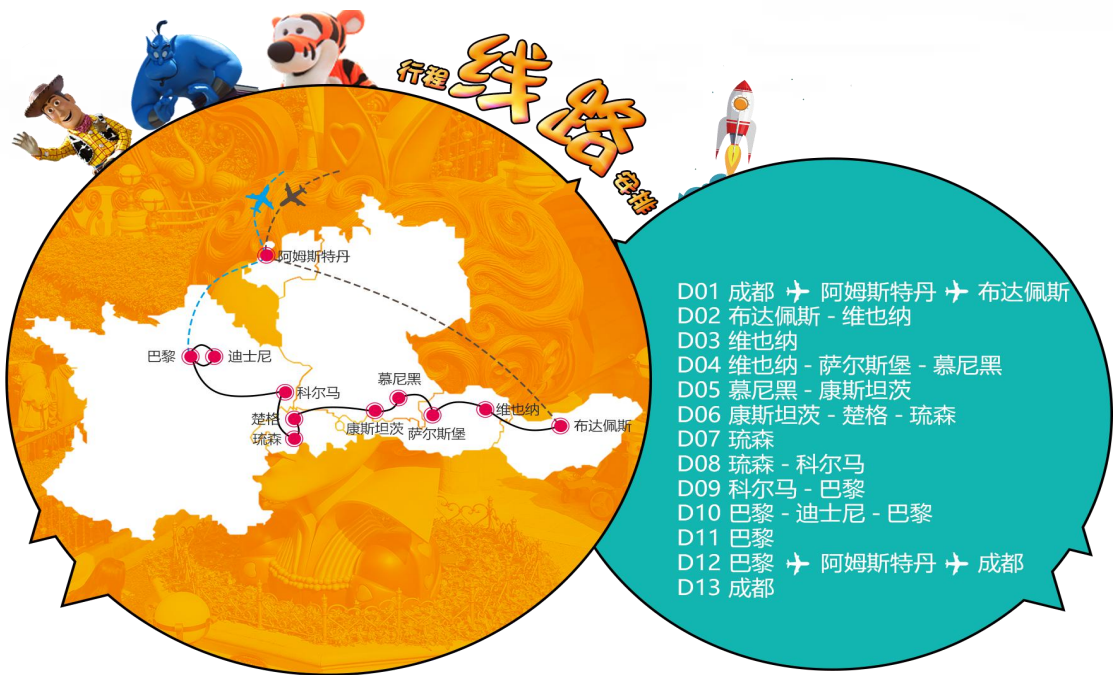 行程线路安排
阿姆斯特丹
巴黎
迪士尼
科尔马
慕尼黑
楚格
琉森
康斯坦茨
萨尔斯堡
维也纳
布达佩斯
D01 成都 ✈ 阿姆斯特丹 ✈ 布达佩斯
D02 布达佩斯 - 维也纳
D03 维也纳
D04 维也纳 - 萨尔斯堡 - 慕尼黑
D05 慕尼黑 - 康斯坦茨
D06 康斯坦茨 - 楚格 - 琉森
D07 琉森
D08 琉森 - 科尔马
D09 科尔马 - 巴黎
D10 巴黎 - 迪士尼 - 巴黎
D11 巴黎
D12 巴黎 ✈ 阿姆斯特丹 ✈ 成都
D13 成都